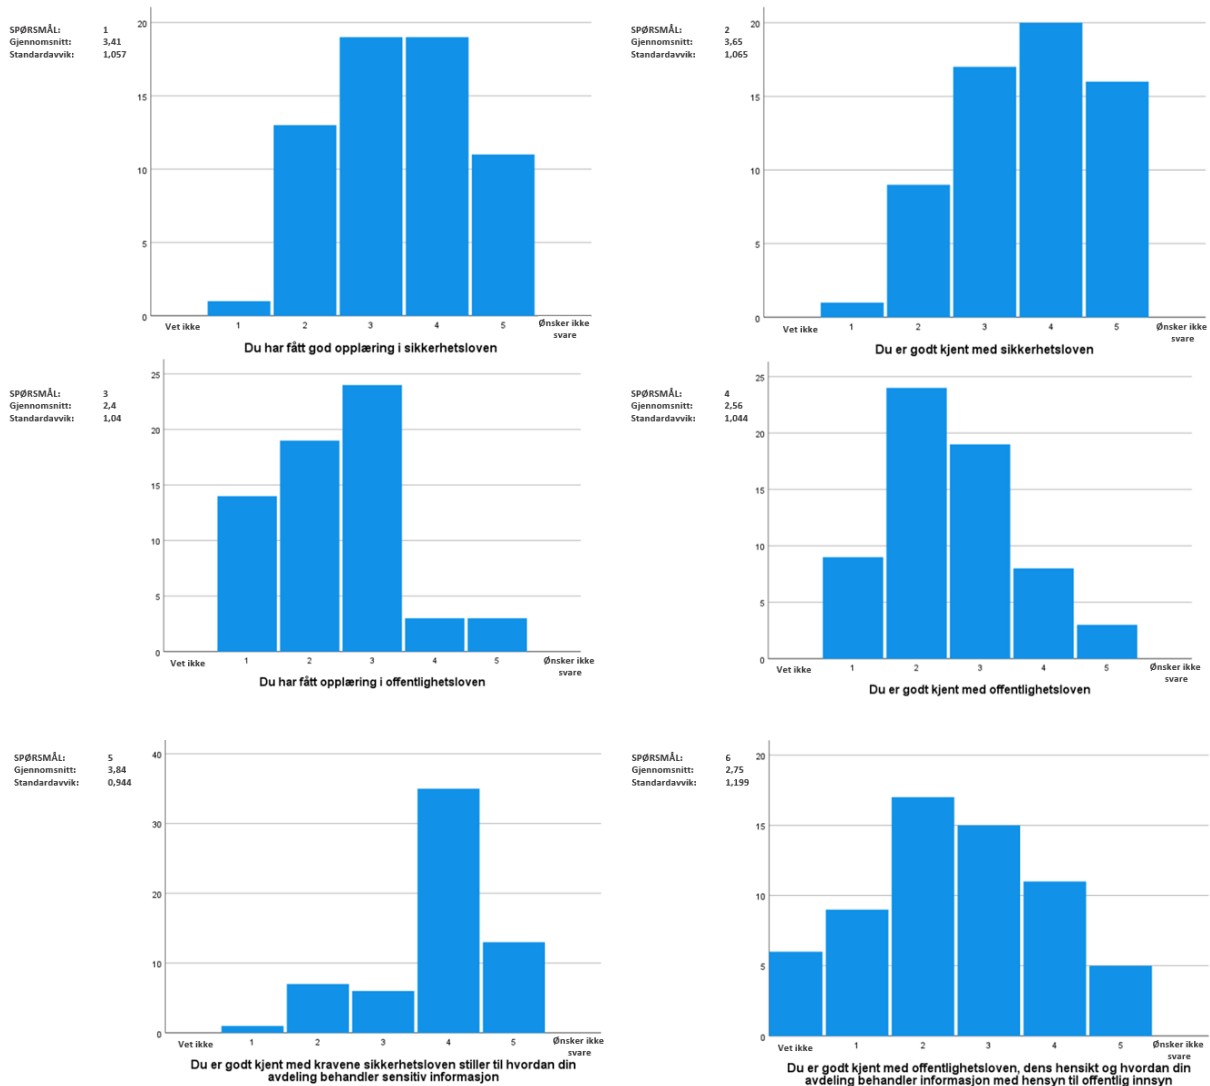 SPØRSMÅL: 1
Gjennomsnitt: 3,41
Standardavvik: 1,057
20
15
10
5
0
Vet ikke 1 2 3 4 5 Ønsker ikke
svare
Du har fått god opplæring i sikkerhetsloven
SPØRSMÅL: 2
Gjennomsnitt: 3,65
Standardavvik: 1,065
20
15
10
5
0
Vet ikke 1 2 3 4 5 Ønsker ikke
svare
Du er godt kjent med sikkerhetsloven
SPØRSMÅL: 3
Gjennomsnitt: 2,4
Standardavvik: 1,04
25
20
15
10
5
0
Vet ikke 1 2 3 4 5 Ønsker ikke
svare
Du har fått opplæring i offentlighetsloven
SPØRSMÅL: 4
Gjennomsnitt: 2,56
Standardavvik: 1,044
25
20
15
10
5
0
Vet ikke 1 2 3 4 5 Ønsker ikke
svare
Du er godt kjent med offentlighetsloven
SPØRSMÅL: 5
Gjennomsnitt: 3,84
Standardavvik: 0,944
40
30
20
10
0
Vet ikke 1 2 3 4 5 Ønsker ikke
svare
Du er godt kjent med kravene sikkerhetsloven stiller til hvordan din
avdeling behandler sensitiv informasjon
SPØRSMÅL: 6
Gjennomsnitt: 2,75
Standardavvik: 1,199
20
15
10
5
0
Vet ikke 1 2 3 4 5 Ønsker ikke
svare
Du er godt kjent med offentlighetsloven, dens hensikt og hvordan din
avdeling behandler informasjon med hensyn til offentlig innsyn